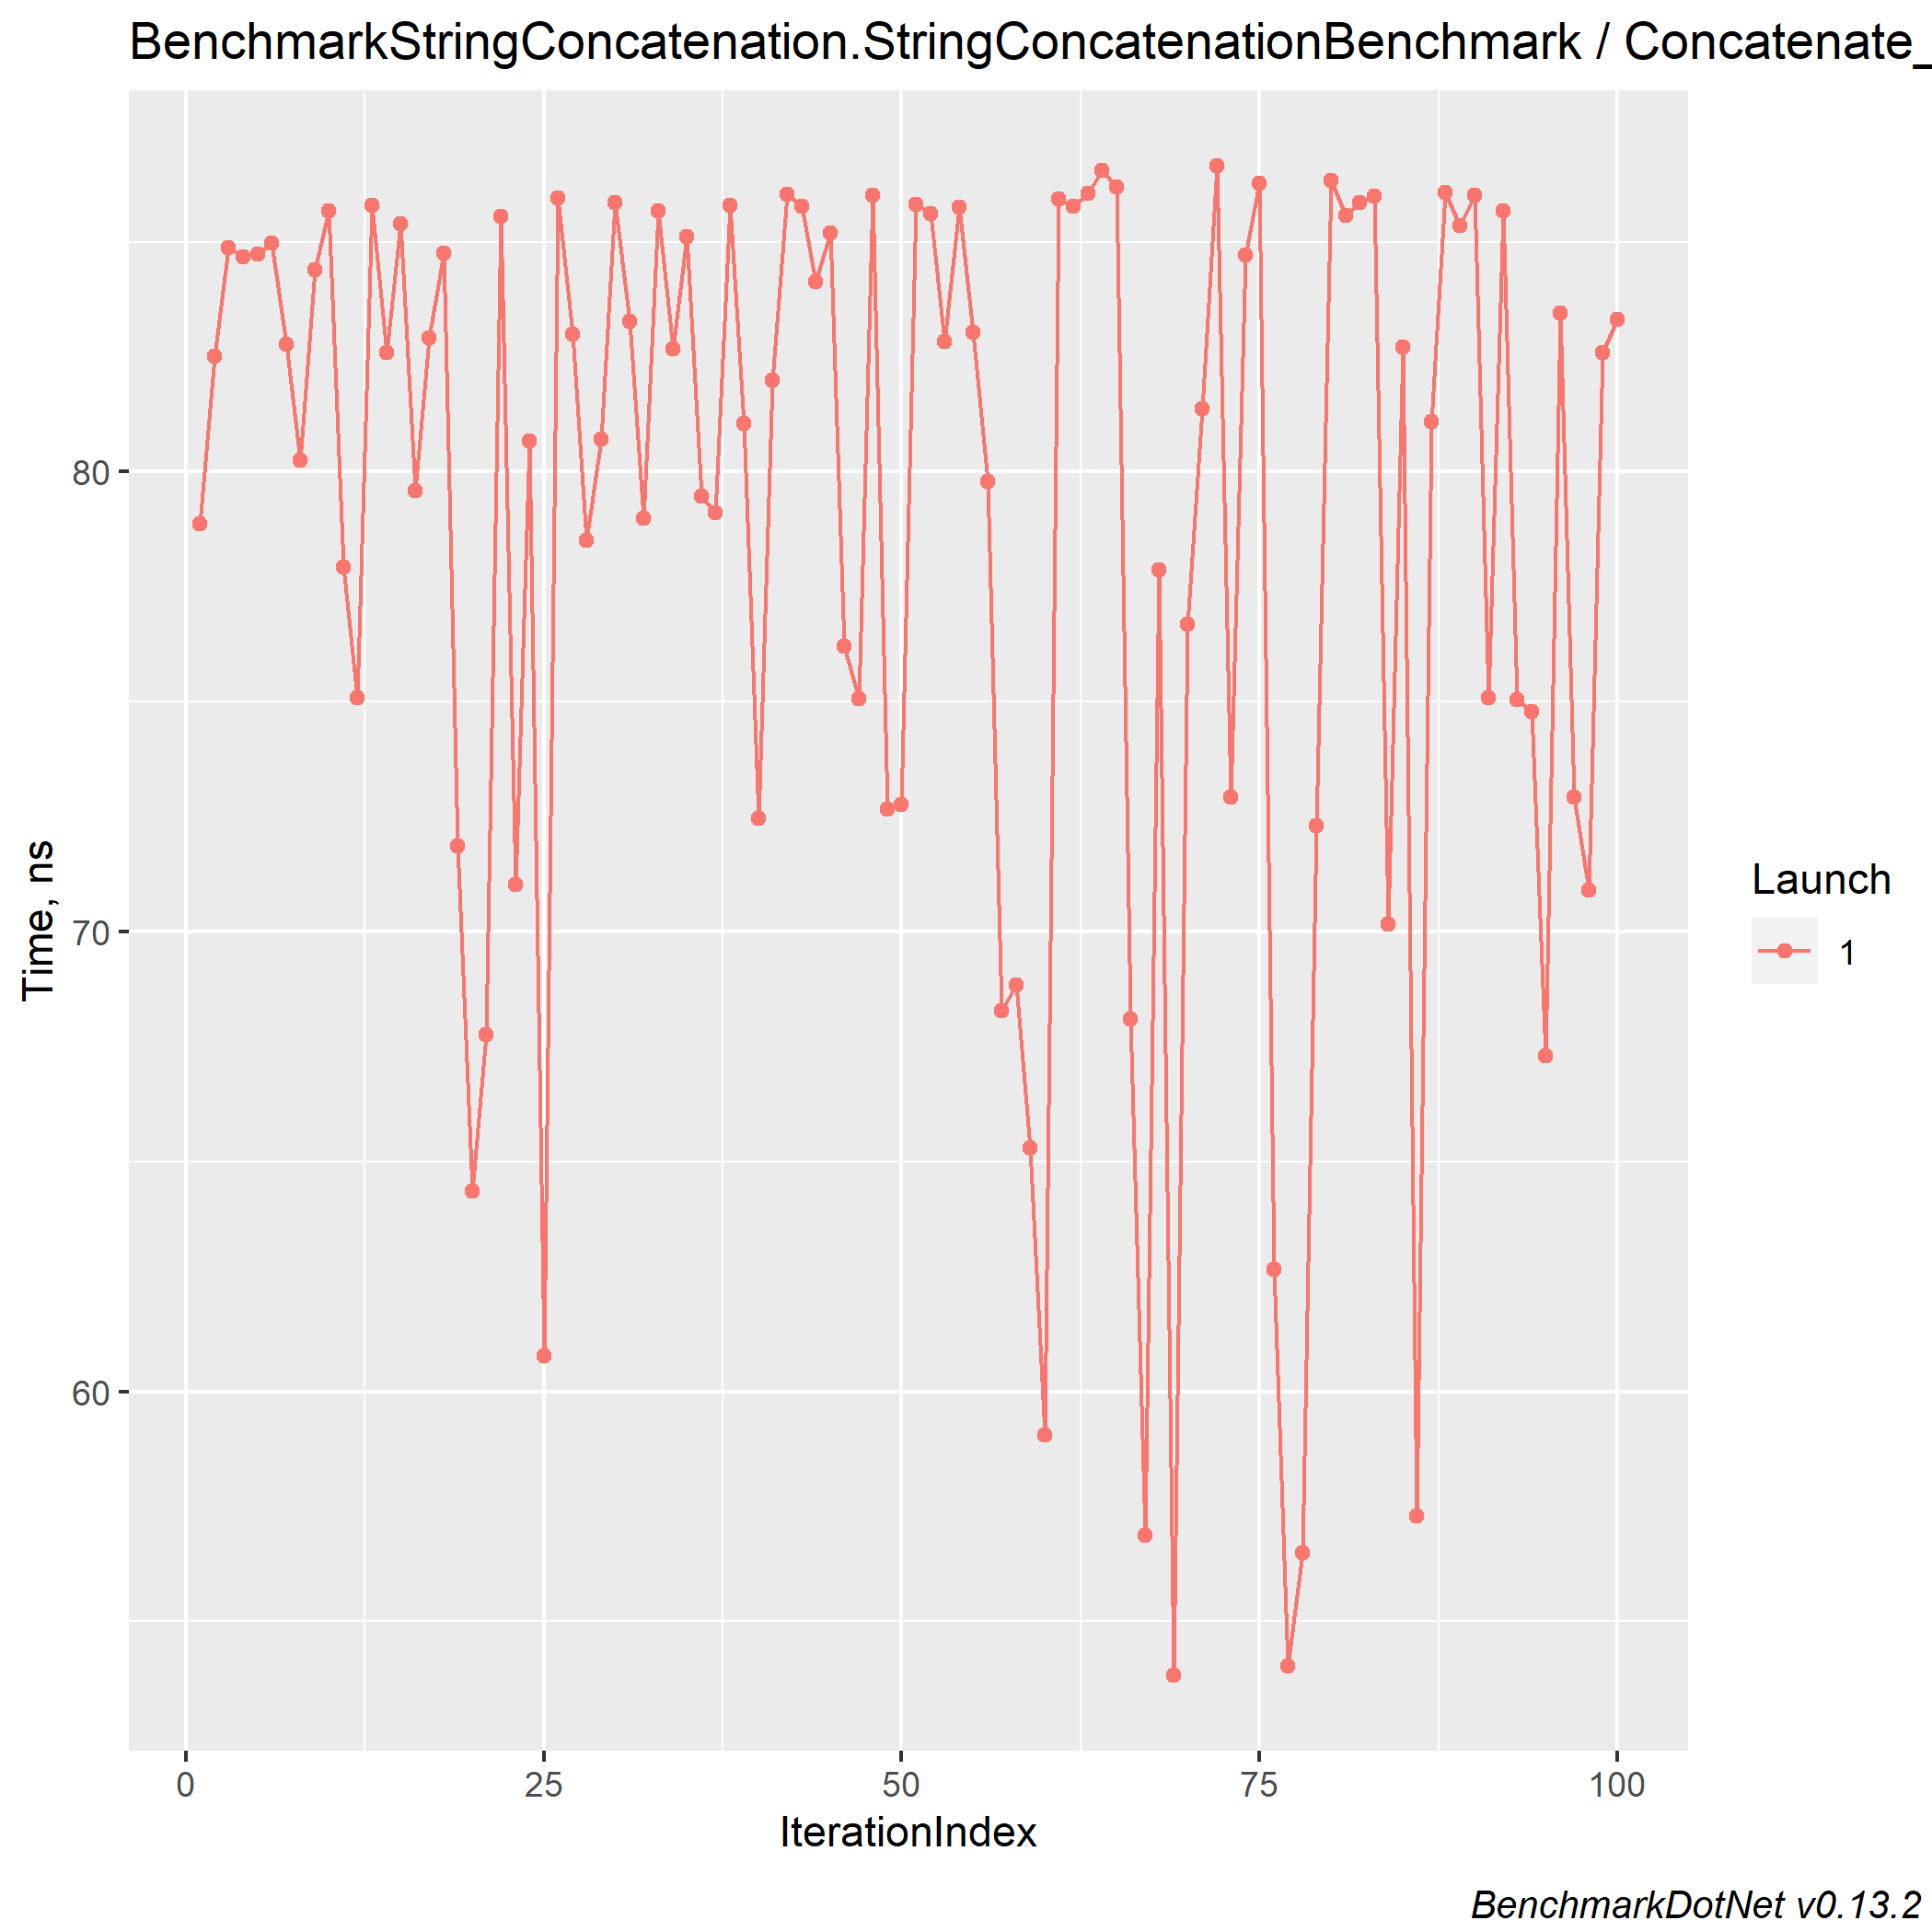 BenchmarkStringConcatenation.StringConcatenationBenchmark / Concatenate_
80
70
60
Time, ns
0 25 50 75 100
IterationIndex
Launch
1
BenchmarkDotNet v0.13.2